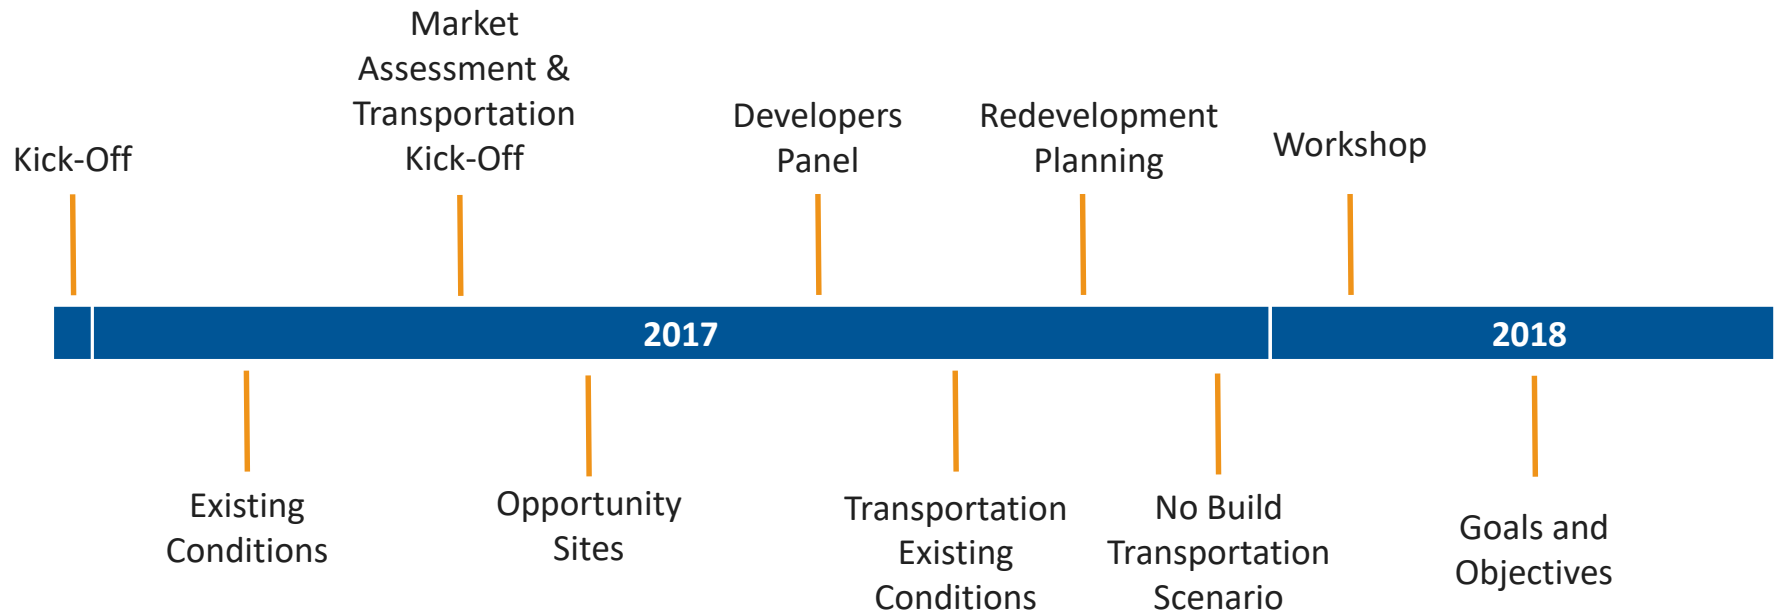 Kick-Off
Market
Assessment &
Transportation
Kick-Off
Developers
Panel
Redevelopment
Planning
Workshop
2017
2018
Existing
Conditions
Opportunity
Sites
Transportation
Existing
Conditions
No Build
Transportation
Scenario
Goals and
Objectives